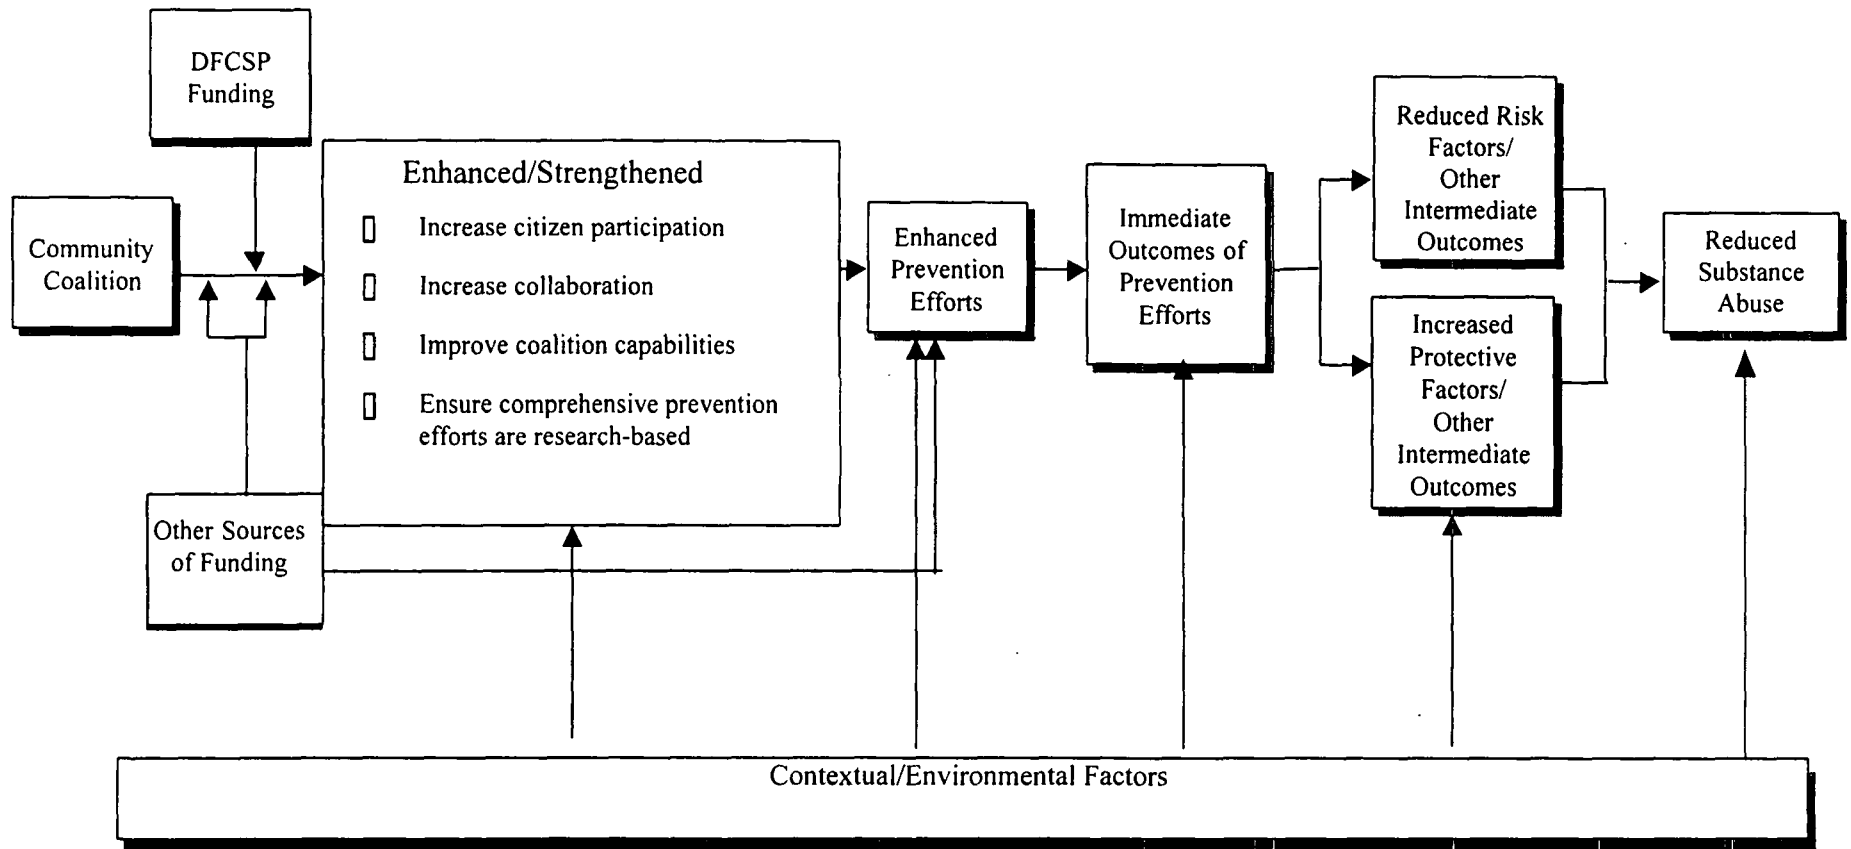 DFCSP
Funding
Community
Coalition
Other Sources
of Funding
Enhanced/Strengthened
Increase citizen participation
Increase collaboration
Improve coalition capabilities
Ensure comprehensive prevention
efforts are research-based
Enhanced
Prevention
Efforts
Immediate
Outcomes of
Prevention
Efforts
Reduced Risk
Factors/
Other
Intermediate
Outcomes
Increased
Protective
Factors/
Other
Intermediate
Outcomes
Reduced
Substance
Abuse
Contextual/Environmental Factors